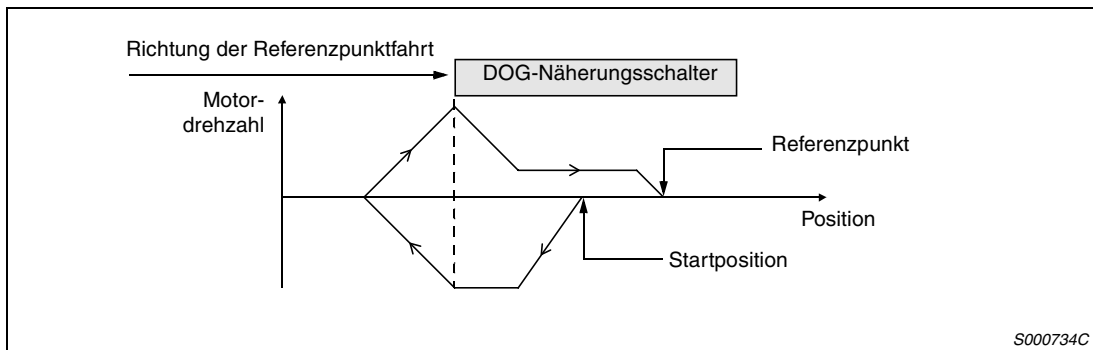 Richtung der Referenzpunktfahrt
DOG-Näherungsschalter
Motor-
drehzahl
Referenzpunkt
Position
Startposition
S000734C